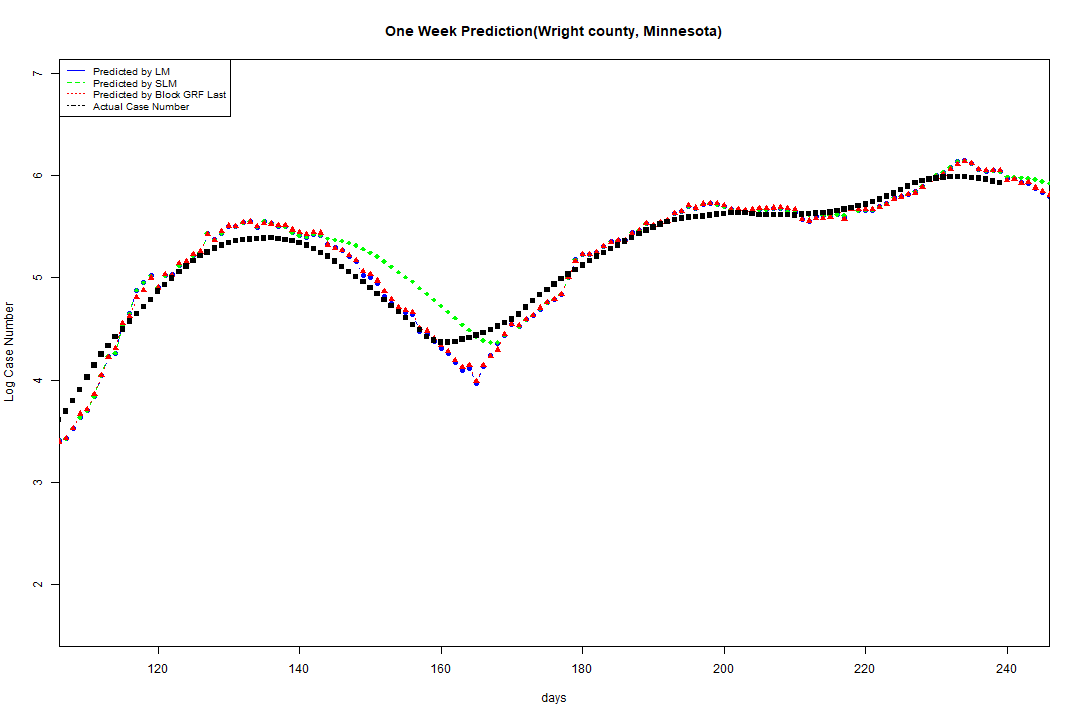 One Week Prediction(Wright county, Minnesota)
Predicted by LM
Predicted by SLM
Predicted by Block GRF Last
Actual Case Number
7
6
5
4
3
2
Log Case Number
120 140 160 180 200 220 240
days